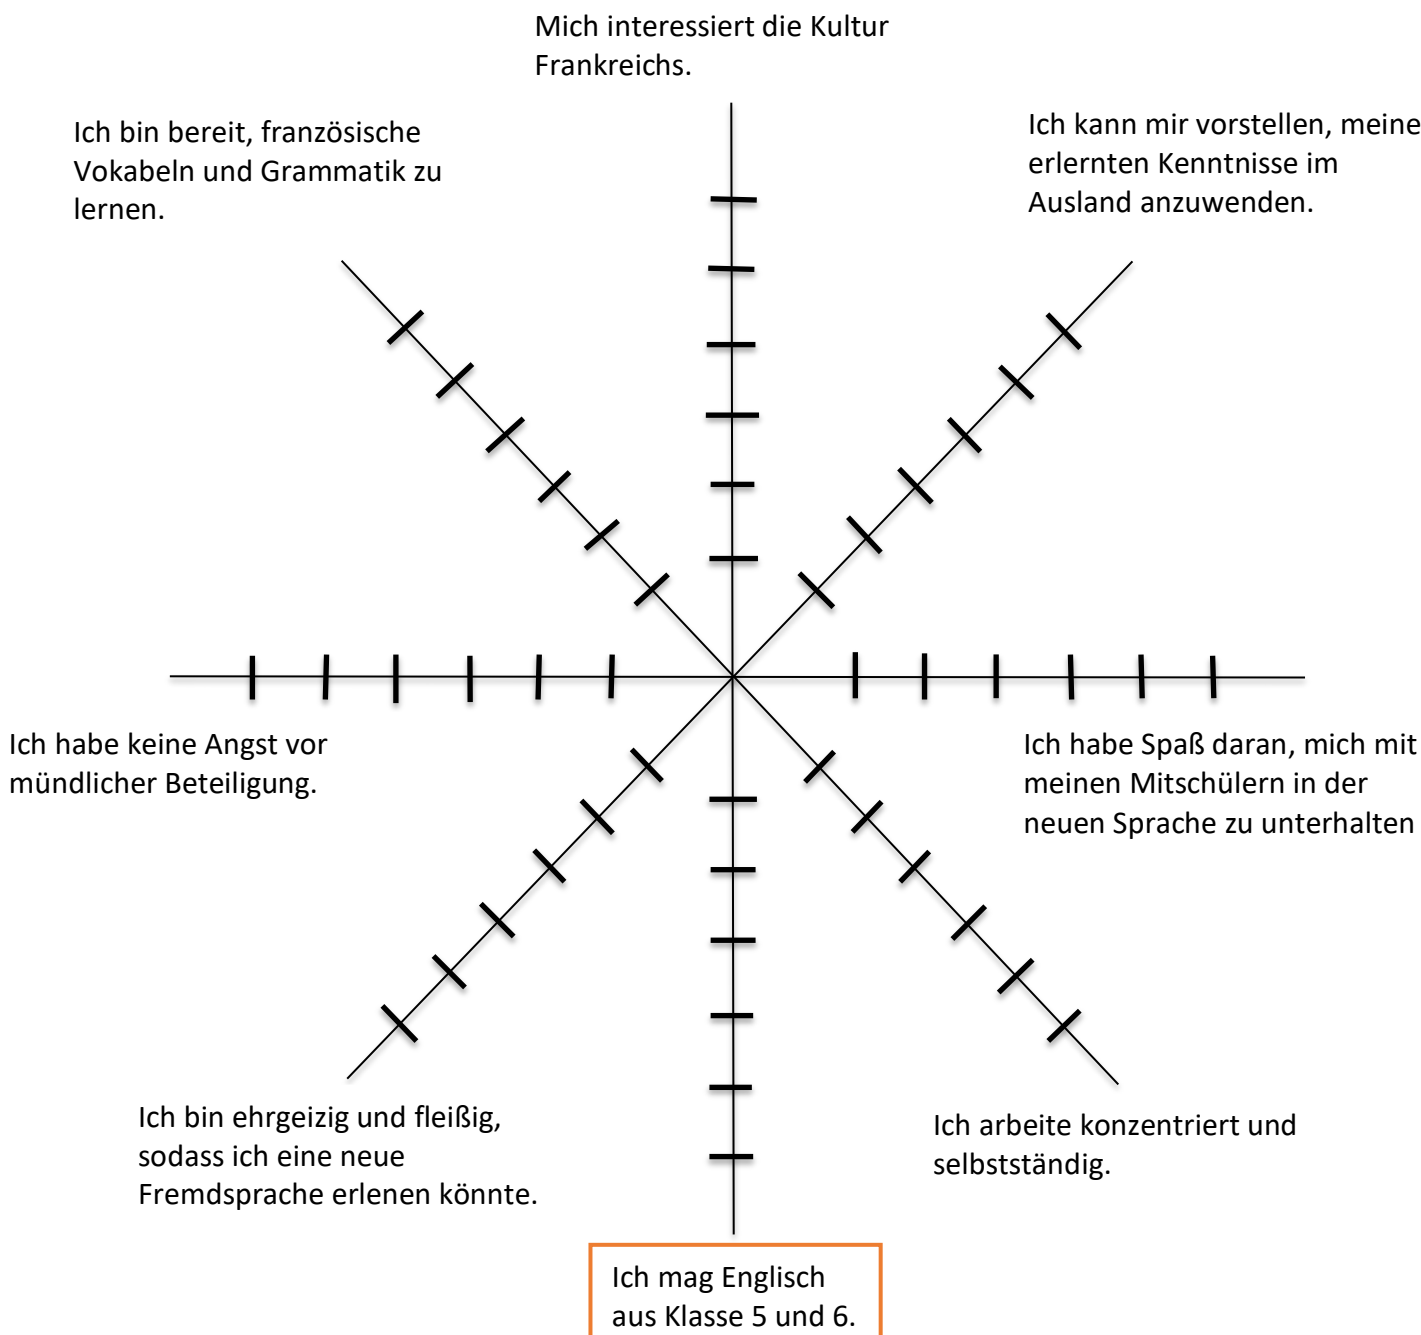 Mich interessiert die Kultur
Frankreichs.
Ich bin bereit, französische
Vokabeln und Grammatik zu
lernen.
Ich kann mir vorstellen, meine
erlernten Kenntnisse im
Ausland anzuwenden.
Ich habe keine Angst vor
mündlicher Beteiligung.
Ich habe Spaß daran, mich mit
meinen Mitschülern in der
neuen Sprache zu unterhalten
Ich bin ehrgeizig und fleißig,
sodass ich eine neue
Fremdsprache erlenen könnte.
Ich arbeite konzentriert und
selbstständig.
Ich mag Englisch
aus Klasse 5 und 6.